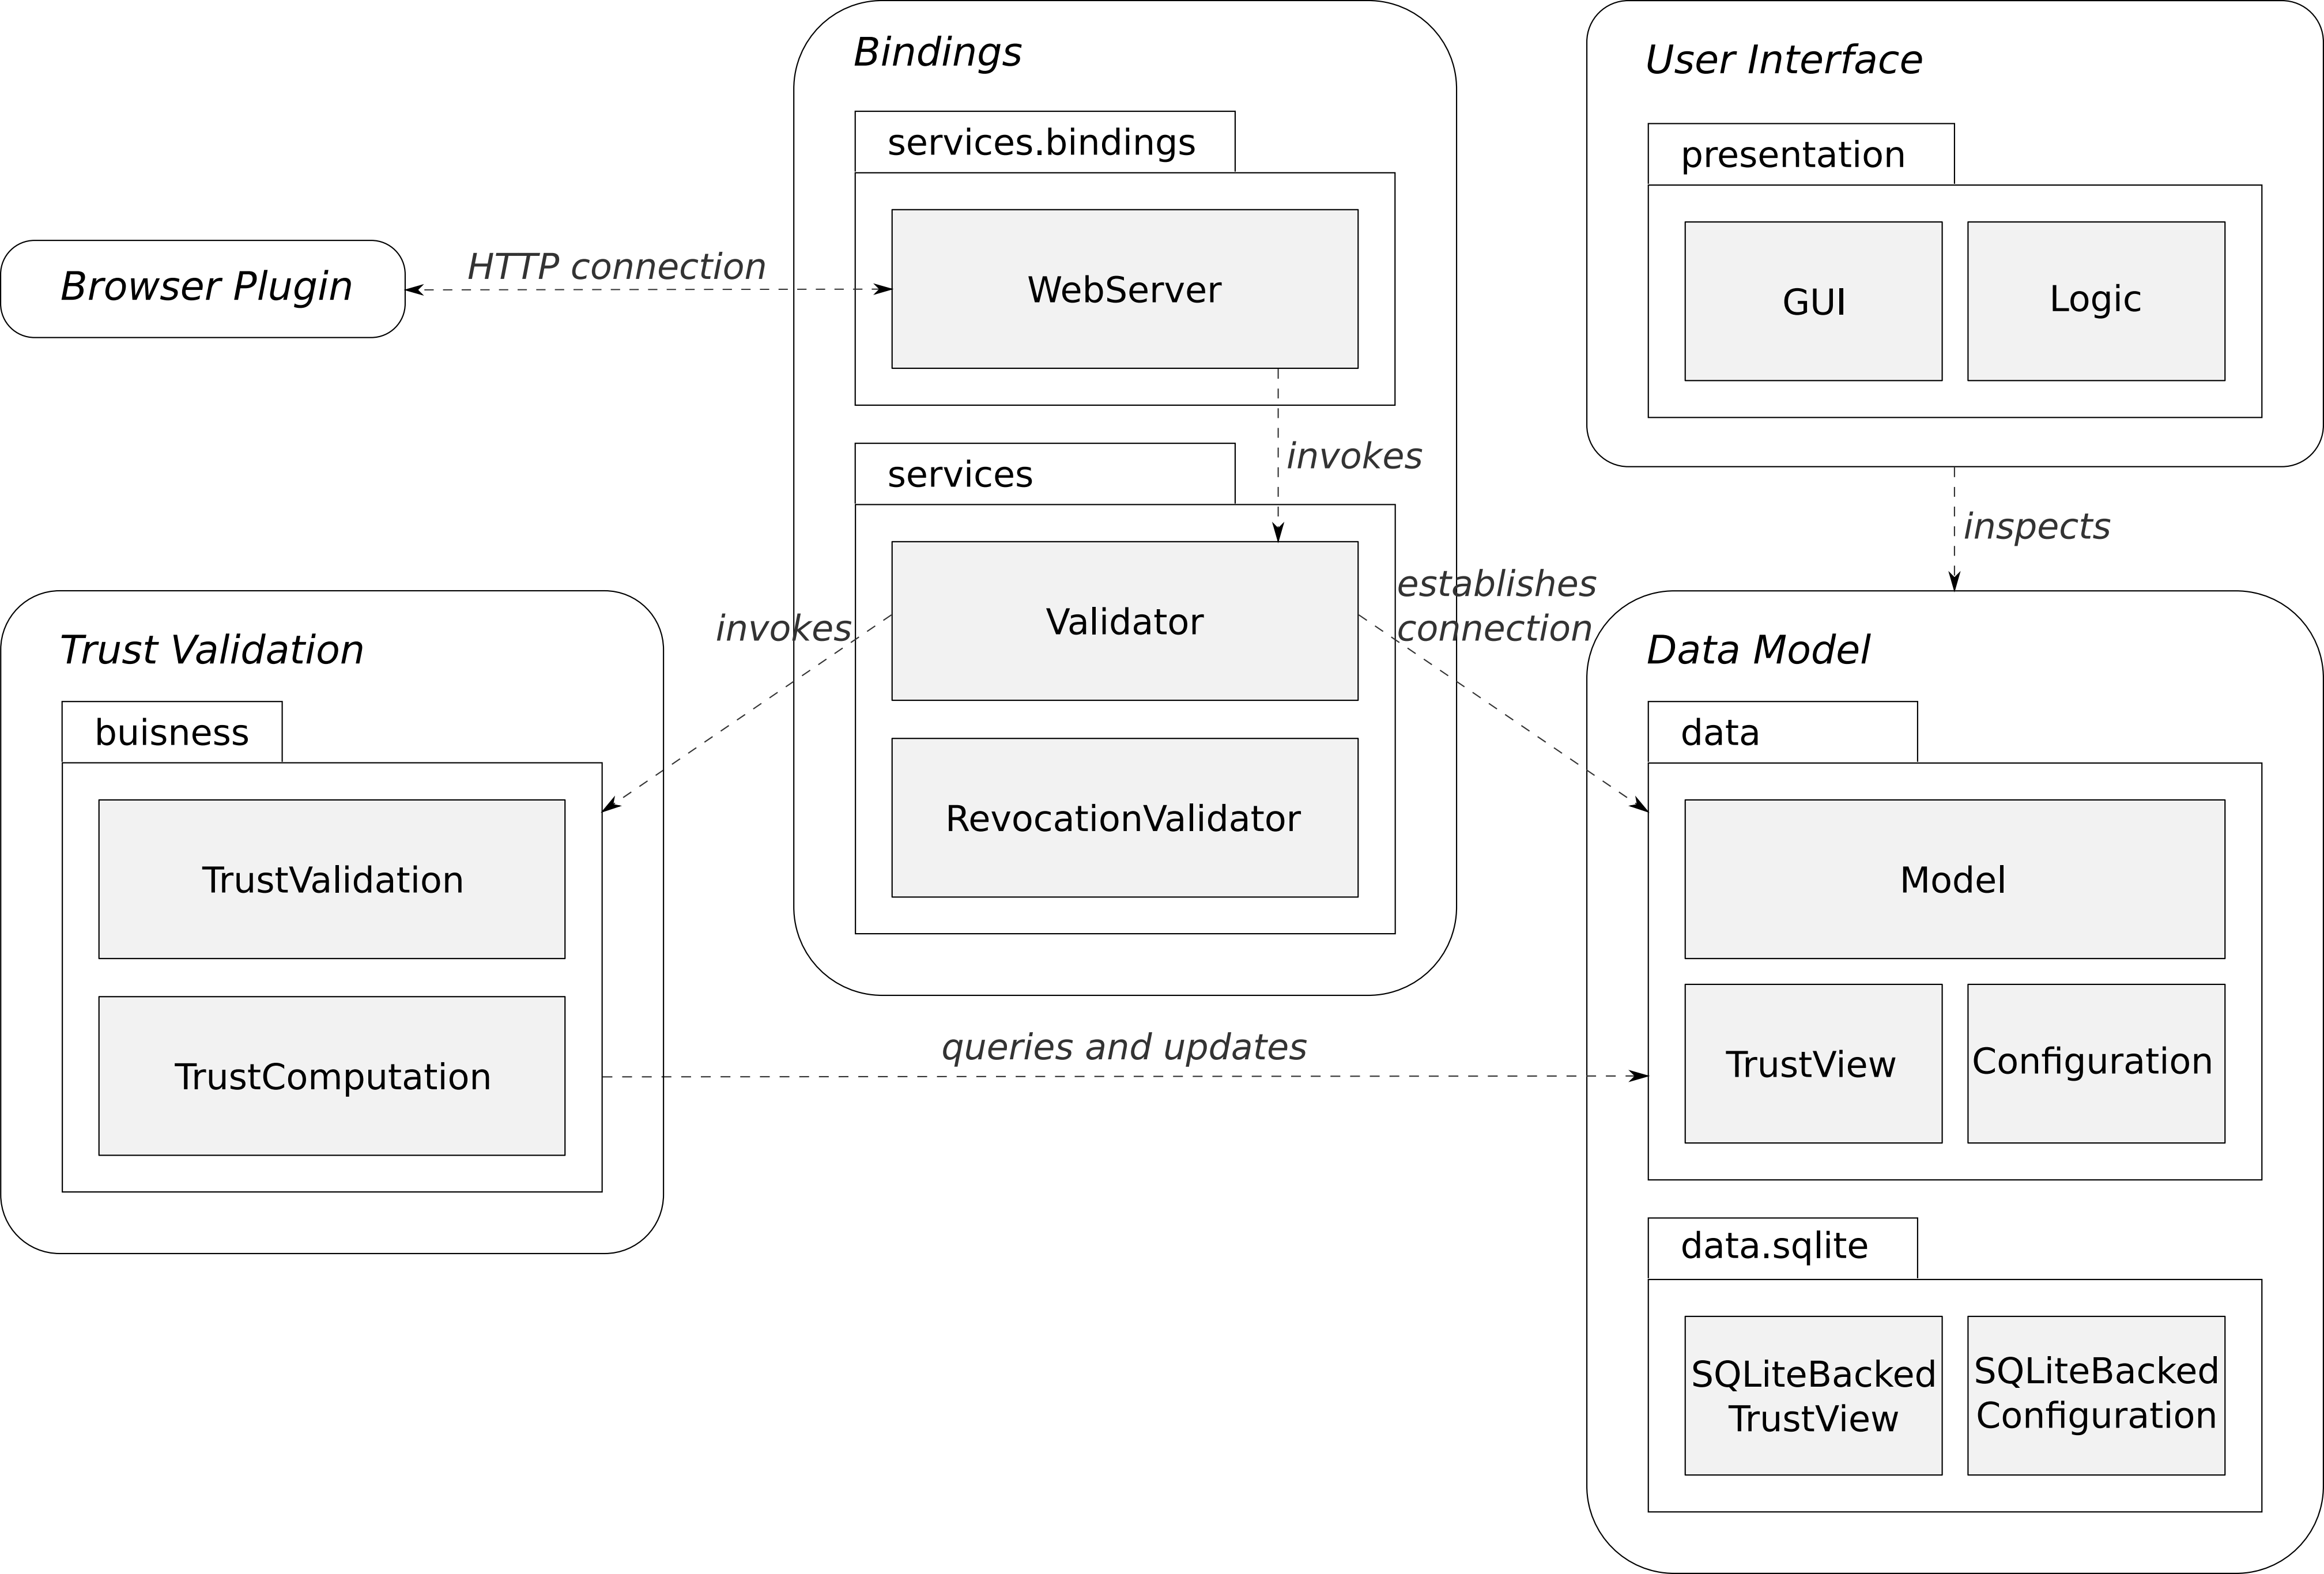 Bindings
services.bindings
WebServer
User Interface
presentation
GUI
Logic
Browser Plugin
HTTP connection
invokes
services
Validator
RevocationValidator
inspects
invokes
establishes
connection
Trust Validation
buisness
TrustValidation
TrustComputation
queries and updates
Data Model
data
Model
TrustView
Configuration
data.sqlite
SQLiteBacked
TrustView
SQLiteBacked
Configuration